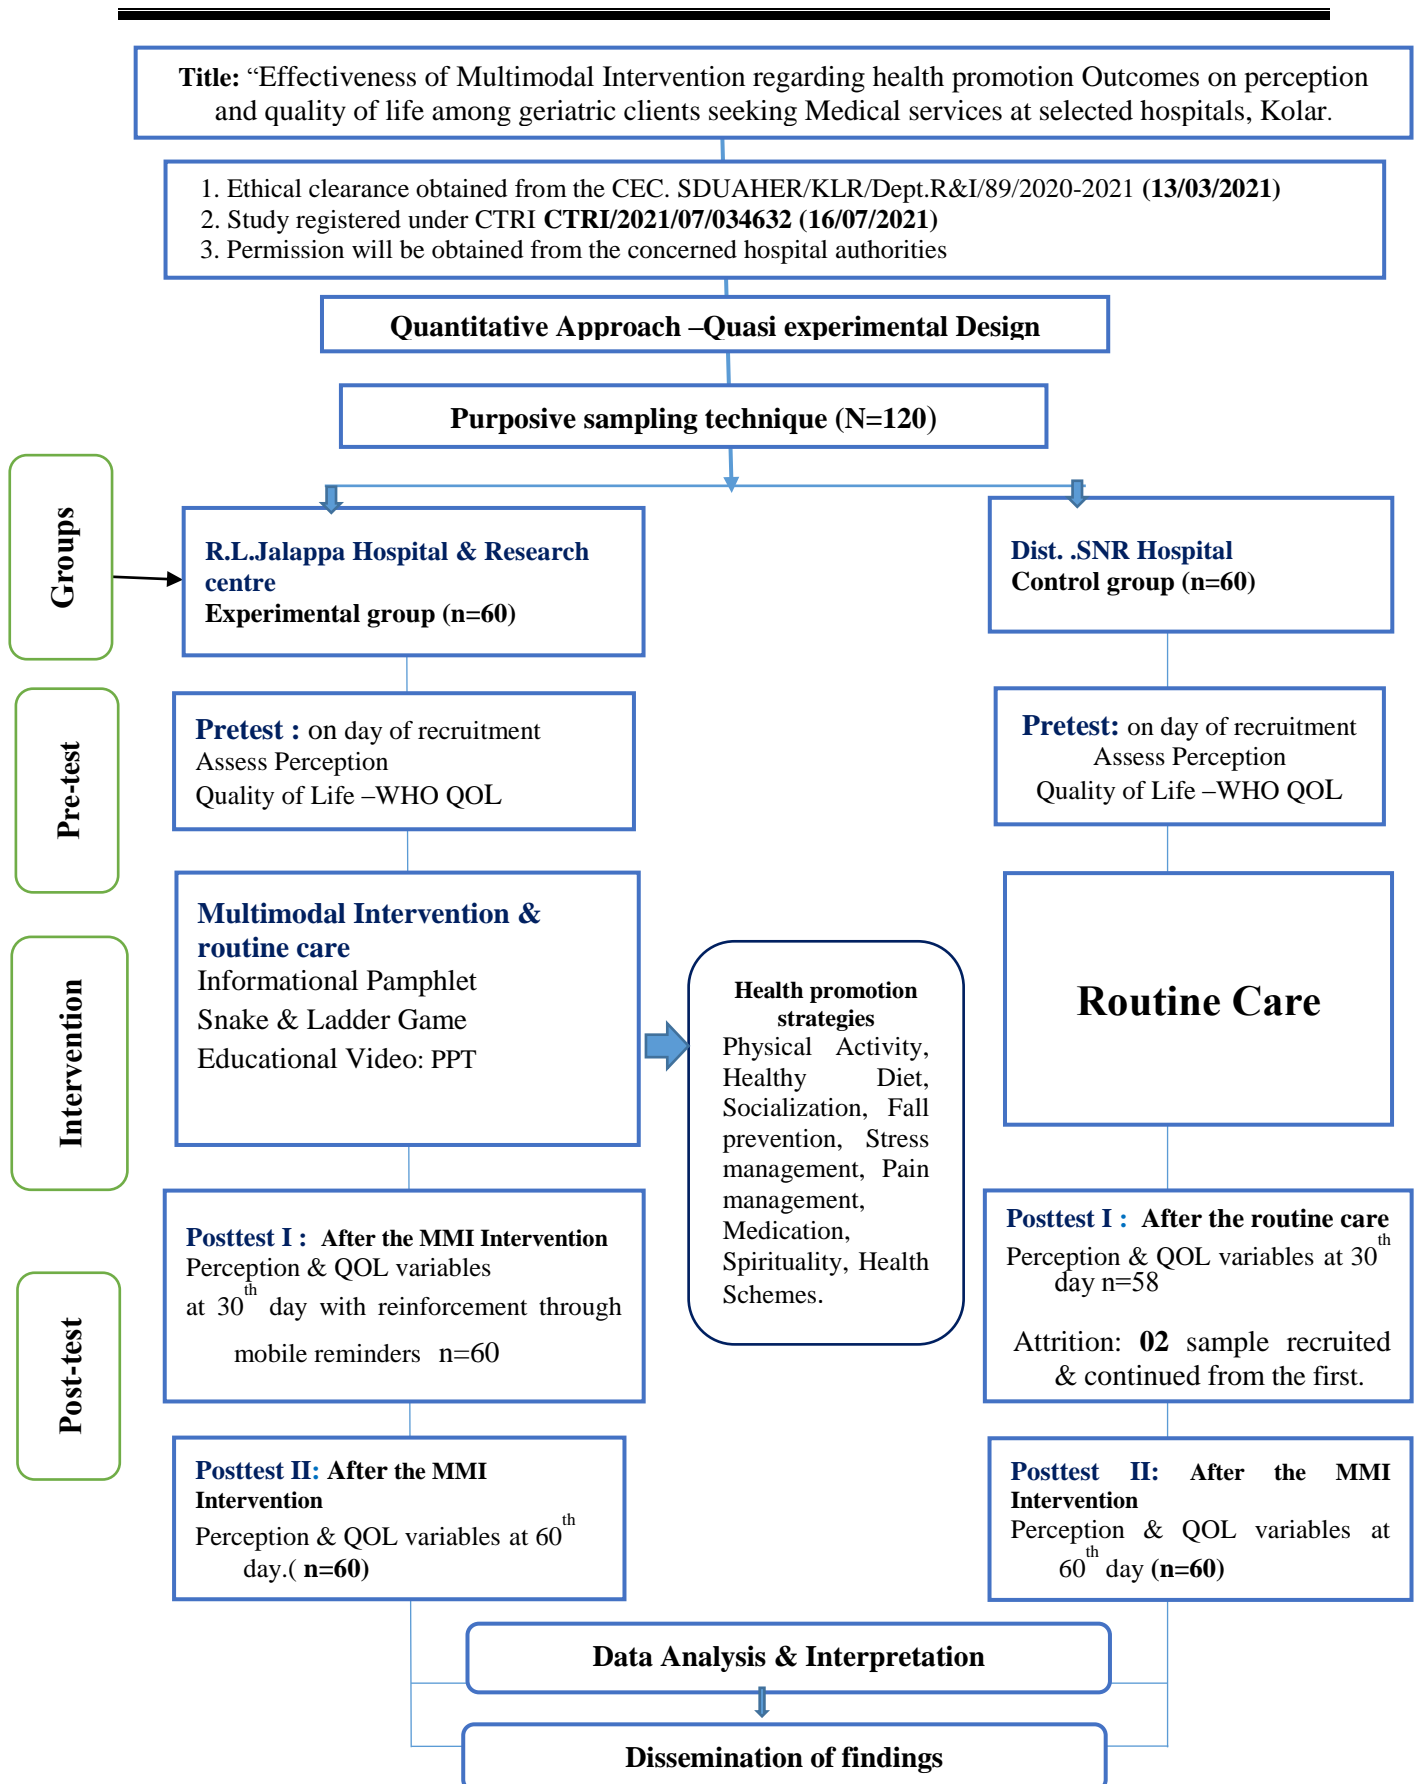 Title: “Effectiveness of Multimodal Intervention regarding health promotion Outcomes on perception
and quality of life among geriatric clients seeking Medical services at selected hospitals, Kolar.
1. Ethical clearance obtained from the CEC. SDUAHER/KLR/Dept.R&I/89/2020-2021 (13/03/2021)
2. Study registered under CTRI CTRI/2021/07/034632 (16/07/2021)
3. Permission will be obtained from the concerned hospital authorities
Quantitative Approach –Quasi experimental Design
Purposive sampling technique (N=120)
Groups
R.L.Jalappa Hospital & Research
centre
Experimental group (n=60)
Dist. .SNR Hospital
Control group (n=60)
Pre-test
Pretest : on day of recruitment
Assess Perception
Quality of Life –WHO QOL
Pretest: on day of recruitment
Assess Perception
Quality of Life –WHO QOL
Intervention
Multimodal Intervention &
routine care
Informational Pamphlet
Snake & Ladder Game
Educational Video: PPT
Health promotion
strategies
Physical Activity,
Healthy Diet,
Socialization, Fall
prevention, Stress
management, Pain
management,
Medication,
Spirituality, Health
Schemes.
Routine Care
Post-test
Posttest I : After the MMI Intervention
Perception & QOL variables
at 30th day with reinforcement through
mobile reminders n=60
Posttest I : After the routine care
Perception & QOL variables at 30th
day n=58
Attrition: 02 sample recruited
& continued from the first.
Posttest II: After the MMI
Intervention
Perception & QOL variables at 60th
day.( n=60)
Posttest II: After the MMI
Intervention
Perception & QOL variables at
60th day (n=60)
Data Analysis & Interpretation
Dissemination of findings